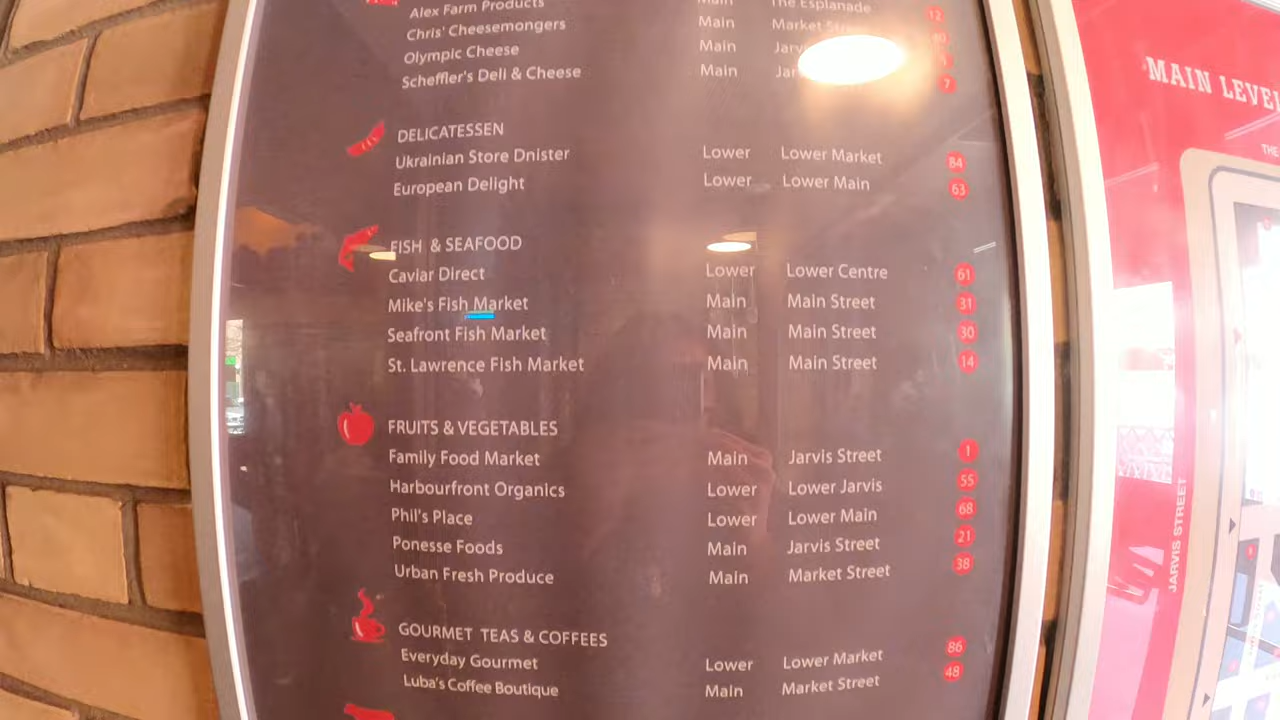 Alex Farm Products Main The Esplanade 12
Chris' Cheesemongers Main Market
Olympic Cheese Main
Scheffler's Deli & Cheese Main 7
DELICATESSEN
Ukrainian Store Dnister Lower Lower Market 84
European Delight Lower Lower Main 63
FISH & SEAFOOD
Caviar Direct Lower Lower Centre 61
Mike's Fish Market Main Main Street 31
Seafront Fish Market Main Main Street 30
St. Lawrence Fish Market Main Main Street 14
FRUITS & VEGETABLES
Family Food Market Main Jarvis Street 1
Harbourfront Organics Lower Lower Jarvis 55
Phil's Place Lower Lower Main 68
Ponesse Foods Main Jarvis Street 21
Urban Fresh Produce Main Market Street 38
GOURMET TEAS & COFFEES
Everyday Gourmet Lower Lower Market 86
Luba's Coffee Boutique Main Market Street 48
MAIN LEVEL
THE
JARVIS STREET